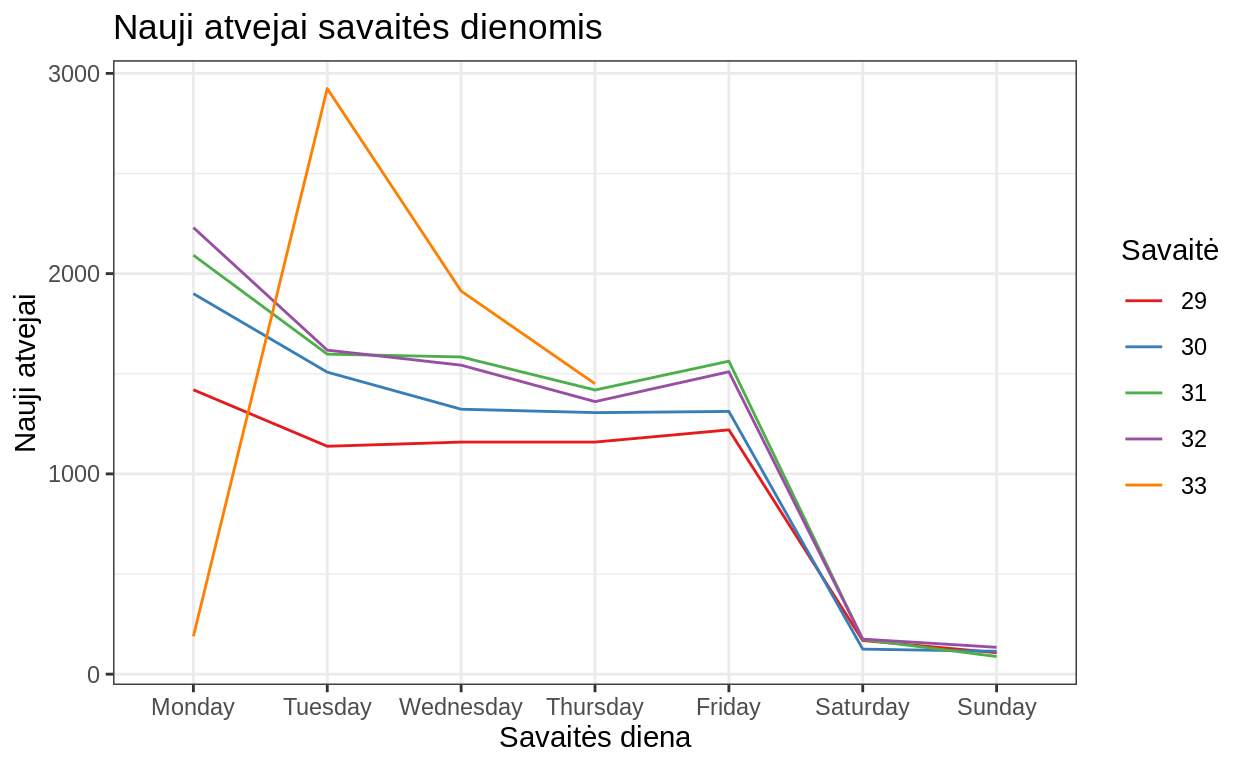 Nauji atvejai savaitės dienomis
3000
2000
1000
0
Nauji atvejai
Monday Tuesday Wednesday Thursday Friday Saturday Sunday
Savaitės diena
Savaitė
29
30
31
32
33